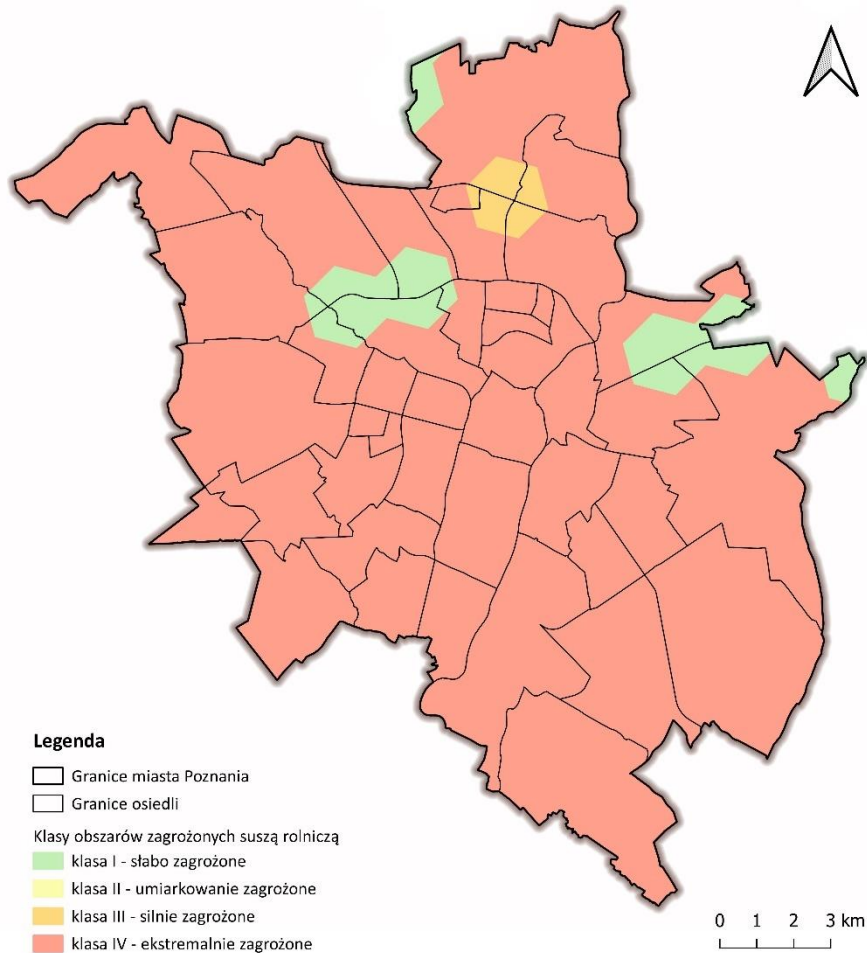 Legenda
Granice miasta Poznania
Granice osiedli
Klasy obszarów zagrożonych suszą rolniczą
klasa I - słabo zagrożone
klasa II - umiarkowanie zagrożone
klasa III - silnie zagrożone
klasa IV - ekstremalnie zagrożone
0 1 2 3 km